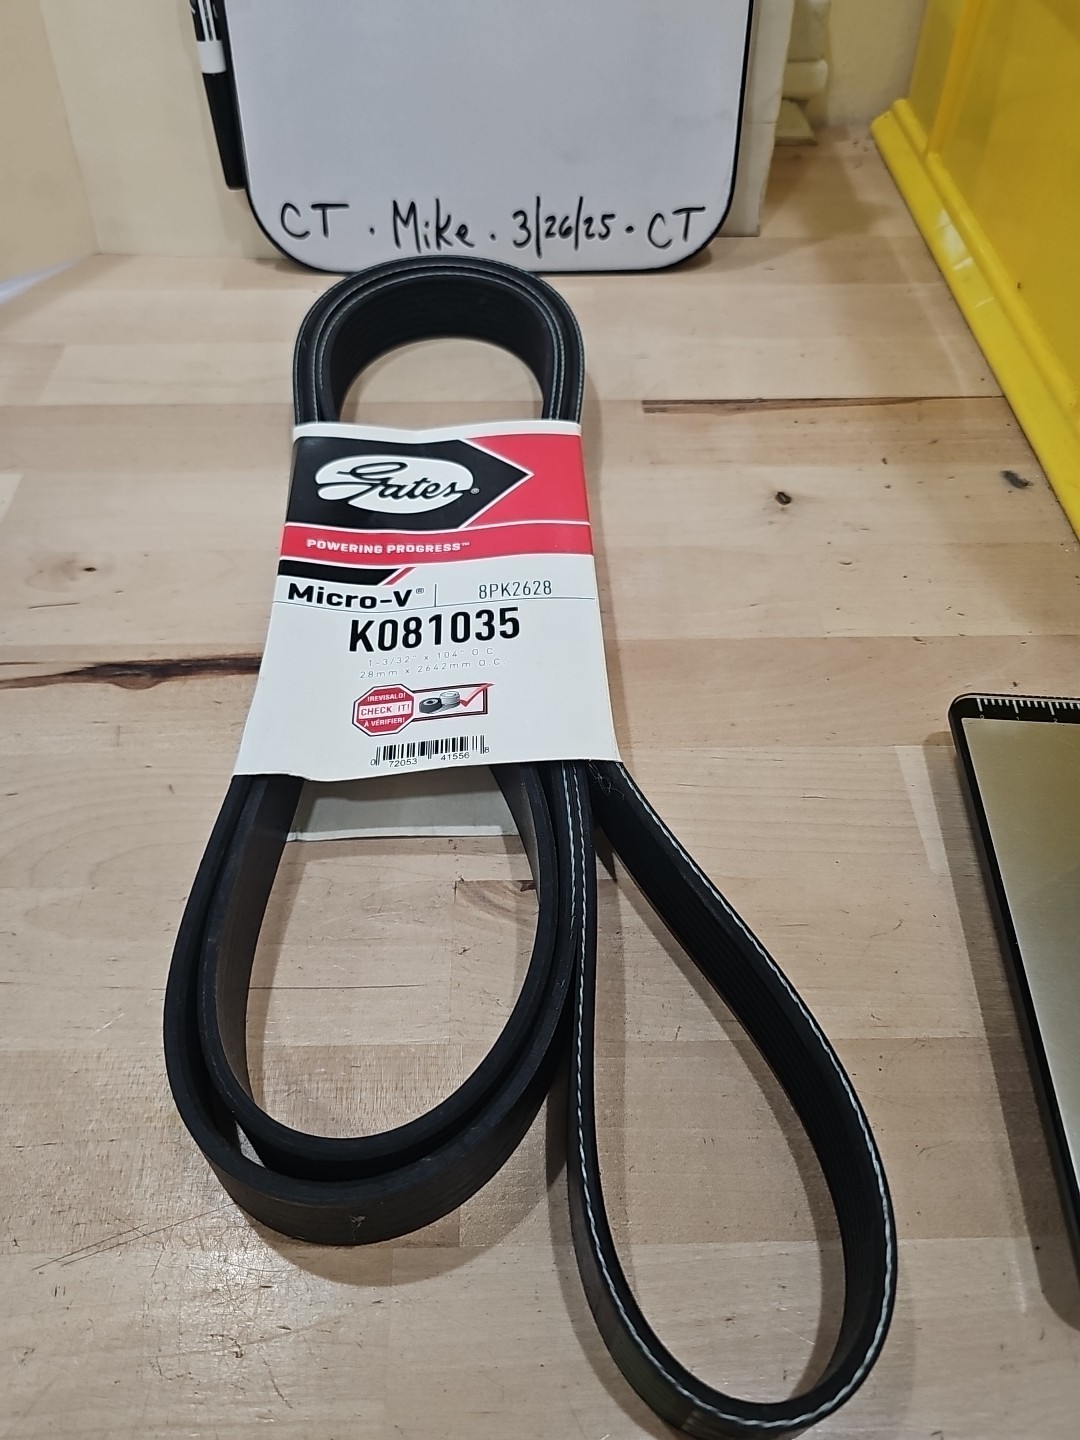 CT . Mike . 3/26/25 . CT
Gates®
POWERING PROGRESS™
Micro-V® | 8PK2628
K081035
1-3/32" x 104" O.C
28mm x 2642mm O.C
¡REVISALO!
CHECK IT!
À VÉRIFIER!
0 72053 41556 8